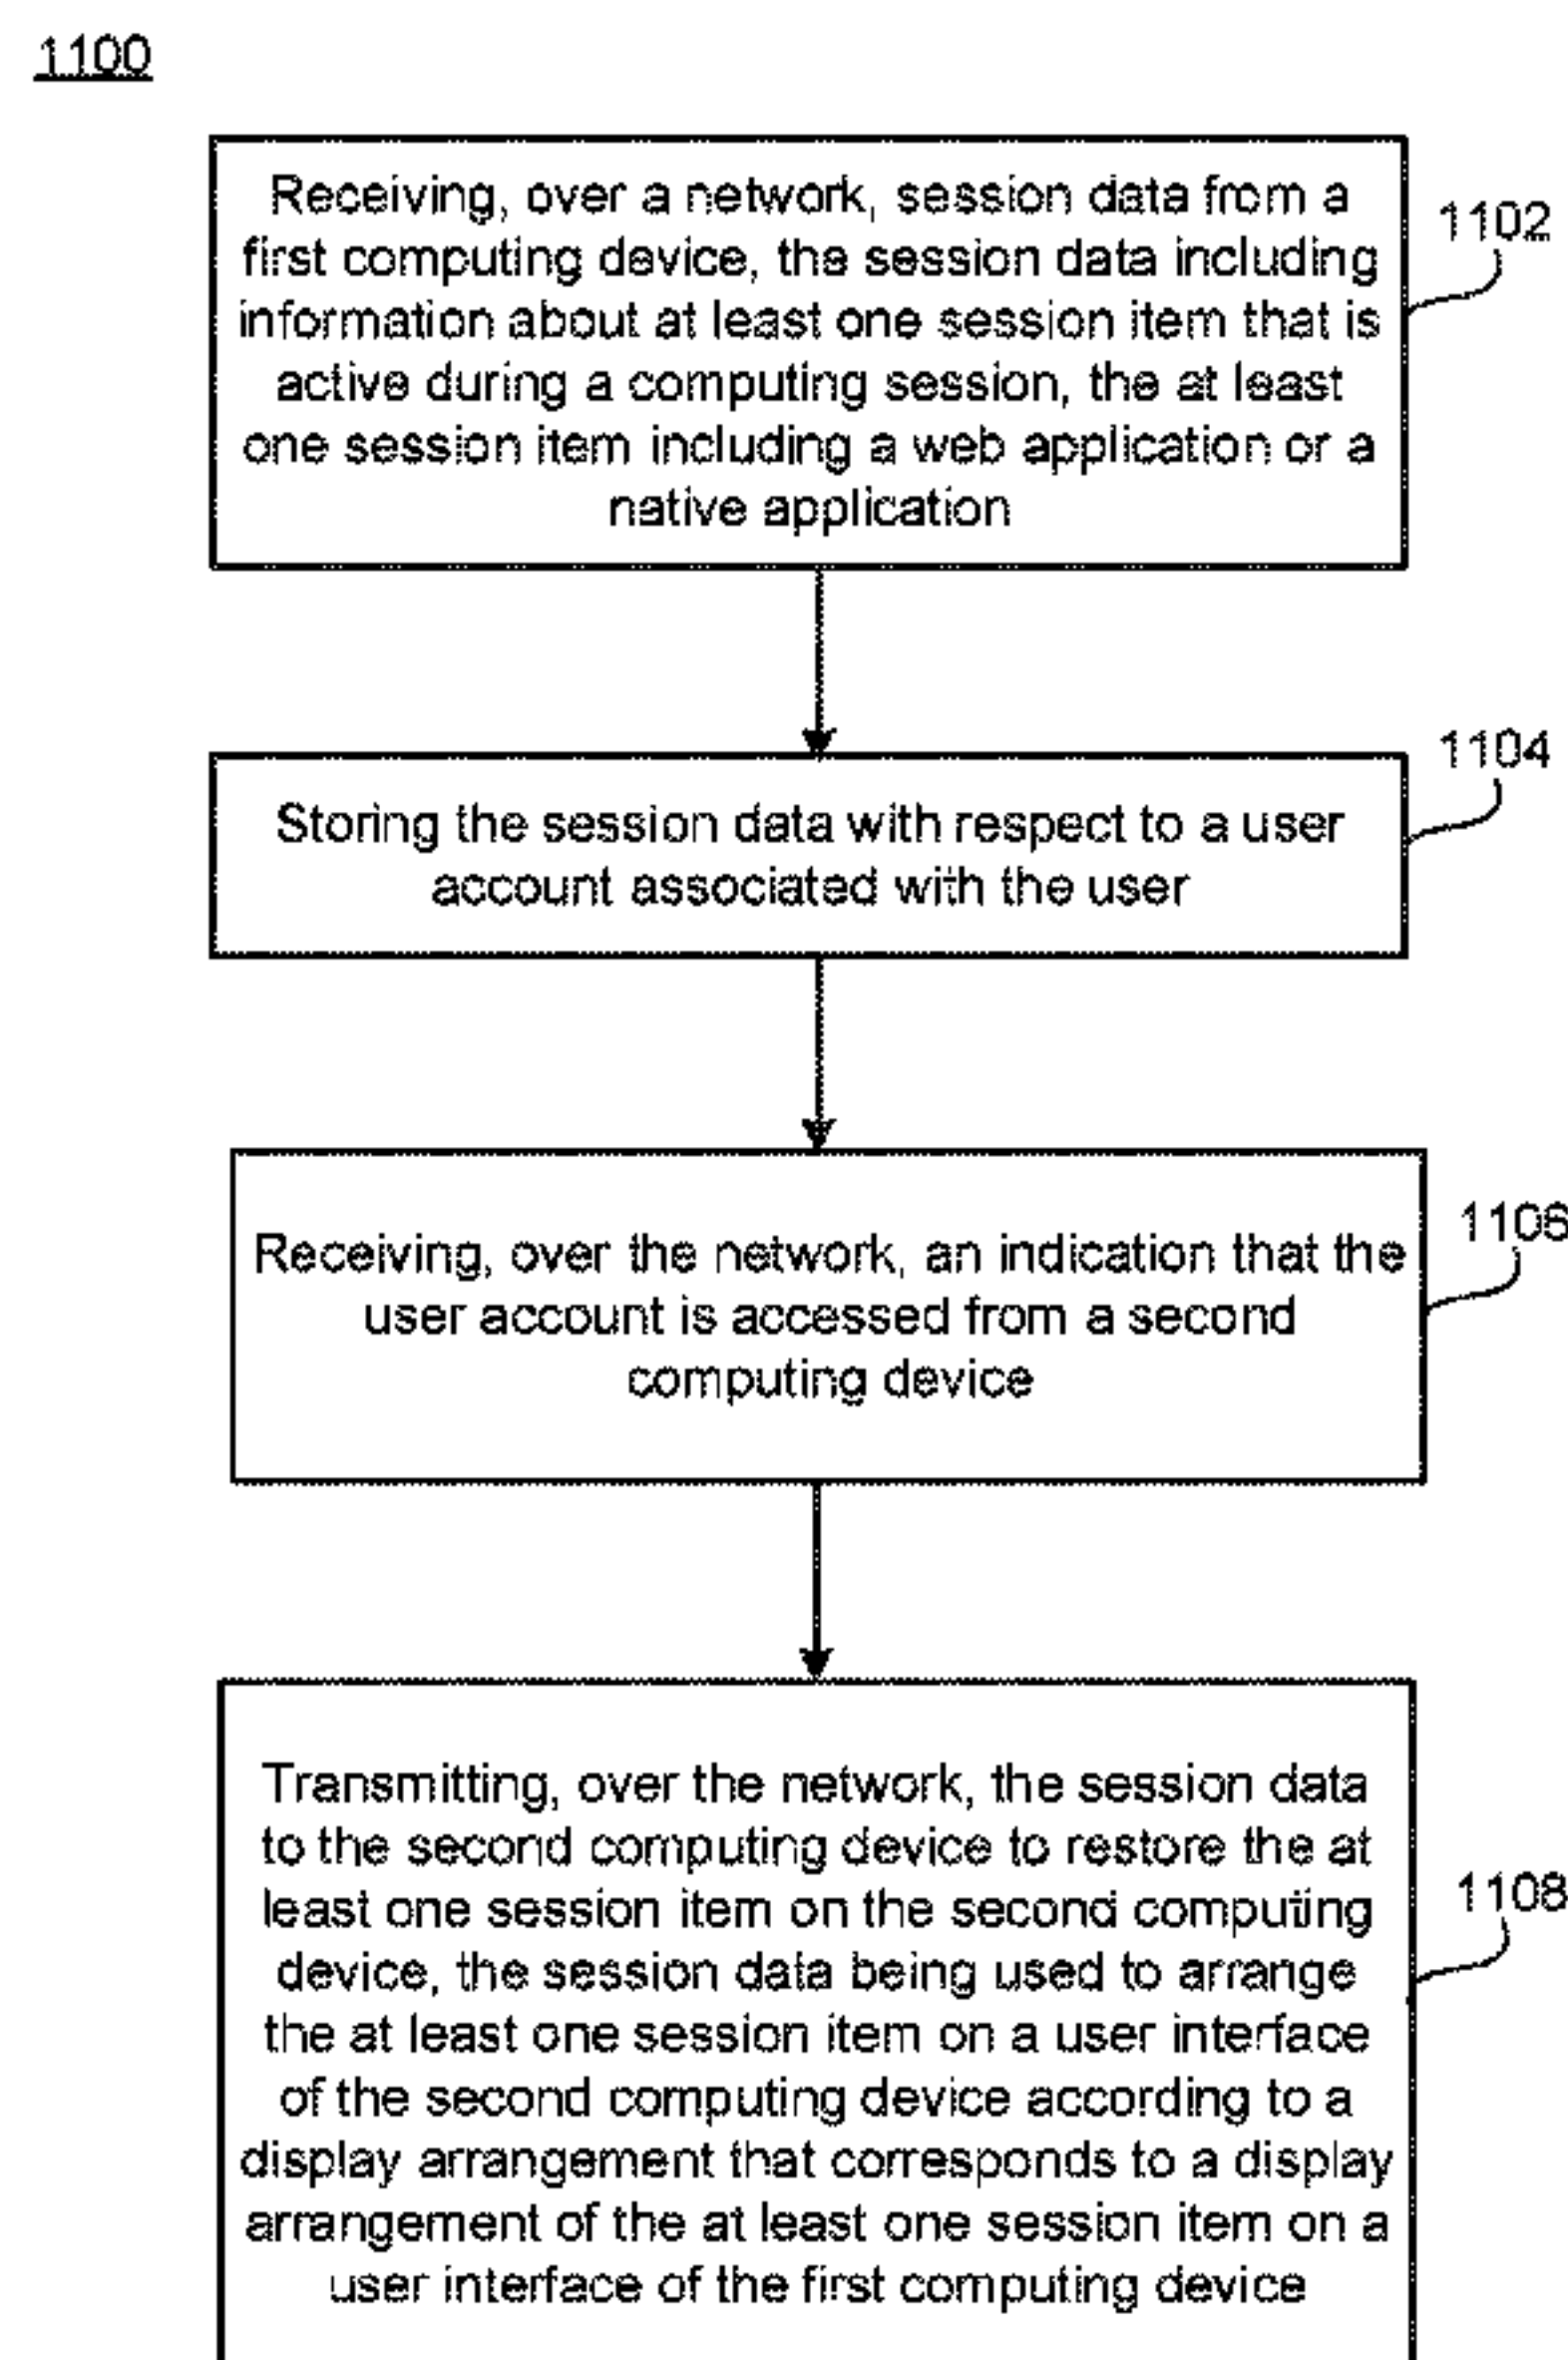 1100
Receiving, over a network, session data from a
first computing device, the session data including
information about at least one session item that is
active during a computing session, the at least
one session item including a web application or a
native application
1102
Storing the session data with respect to a user
account associated with the user
1104
Receiving, over the network, an indication that the
user account is accessed from a second
computing device
1106
Transmitting, over the network, the session data
to the second computing device to restore the at
least one session item on the second computing
device, the session data being used to arrange
the at least one session item on a user interface
of the second computing device according to a
display arrangement that corresponds to a display
arrangement of the at least one session item on a
user interface of the first computing device
1108